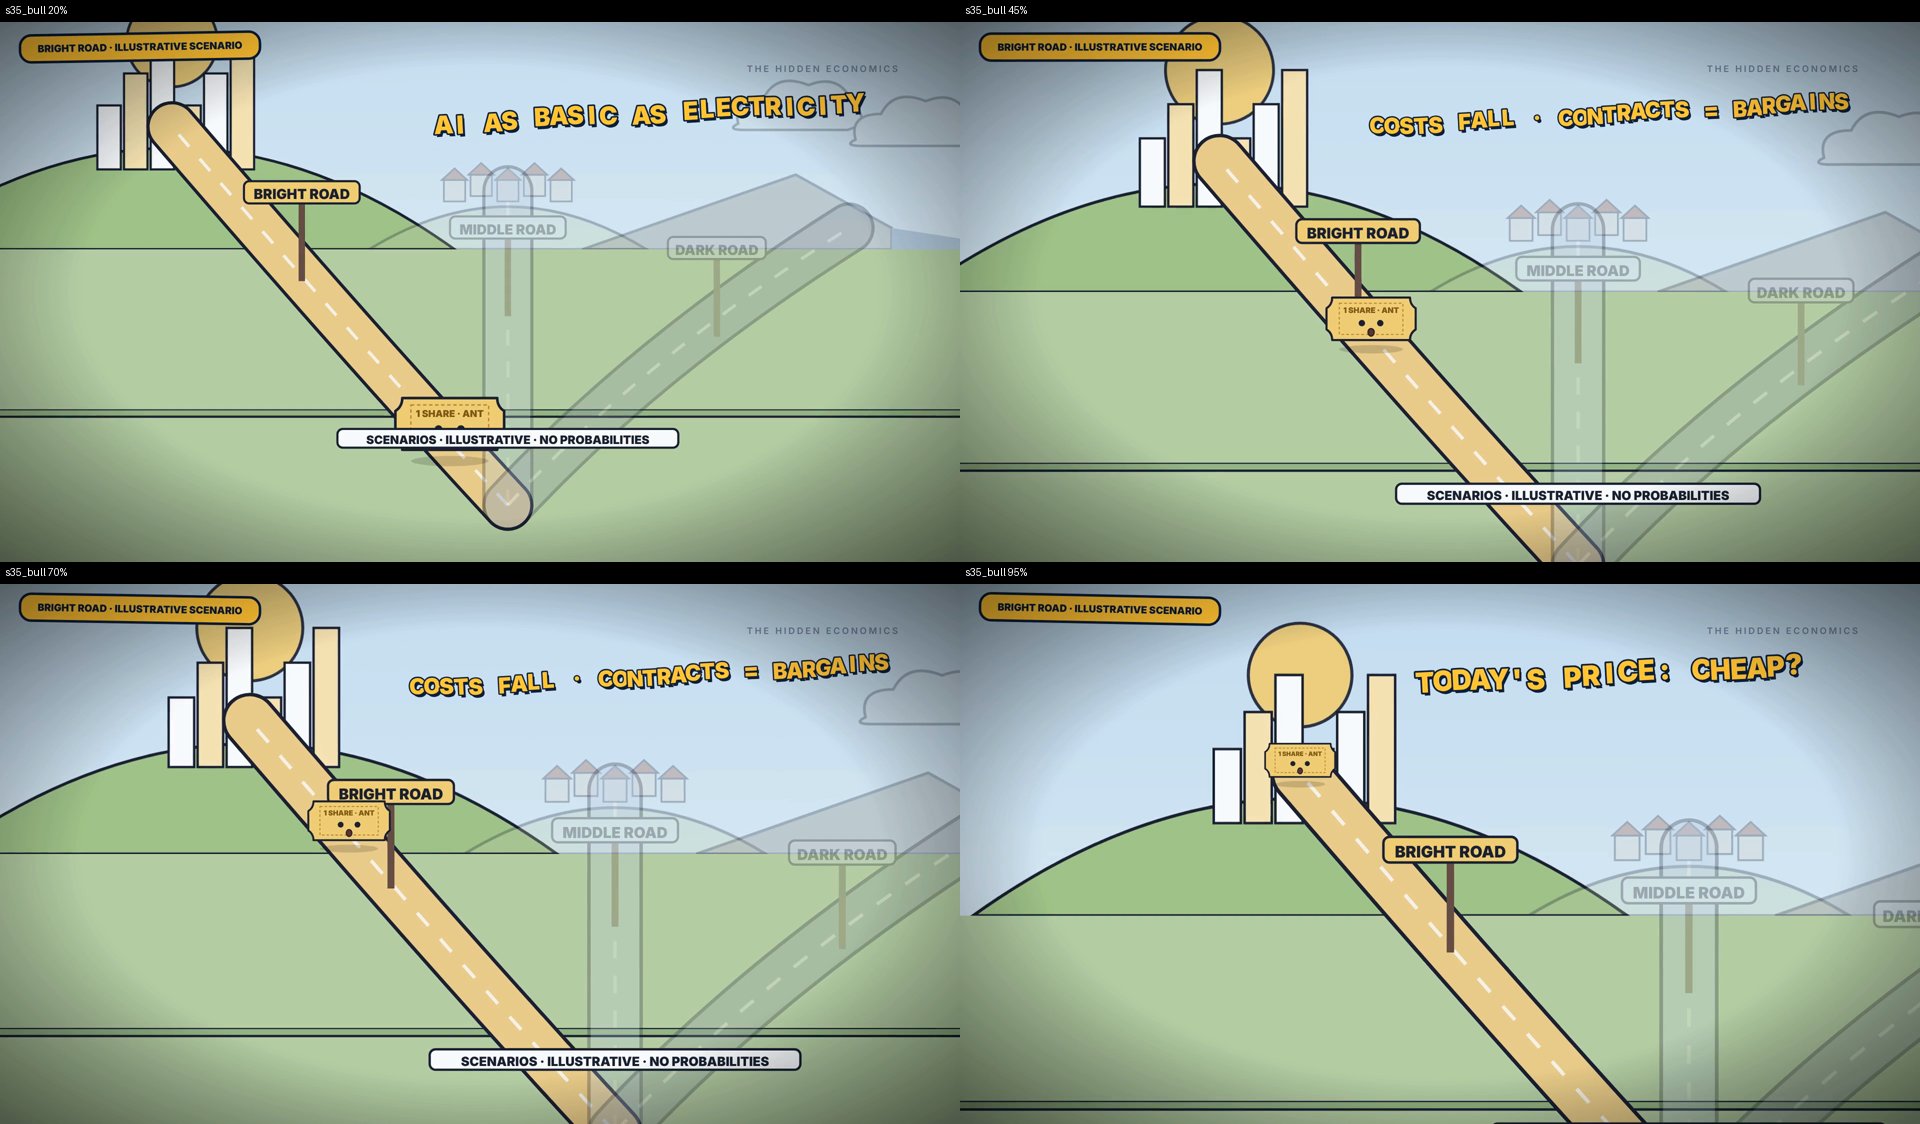 s35_bull 20%
BRIGHT ROAD · ILLUSTRATIVE SCENARIO
THE HIDDEN ECONOMICS
AI AS BASIC AS ELECTRICITY
BRIGHT ROAD
MIDDLE ROAD
DARK ROAD
1 SHARE · ANT
SCENARIOS · ILLUSTRATIVE · NO PROBABILITIES
s35_bull 45%
BRIGHT ROAD · ILLUSTRATIVE SCENARIO
THE HIDDEN ECONOMICS
COSTS FALL · CONTRACTS = BARGAINS
BRIGHT ROAD
MIDDLE ROAD
DARK ROAD
1 SHARE · ANT
SCENARIOS · ILLUSTRATIVE · NO PROBABILITIES
s35_bull 70%
BRIGHT ROAD · ILLUSTRATIVE SCENARIO
THE HIDDEN ECONOMICS
COSTS FALL · CONTRACTS = BARGAINS
BRIGHT ROAD
1 SHARE · ANT
MIDDLE ROAD
DARK ROAD
SCENARIOS · ILLUSTRATIVE · NO PROBABILITIES
s35_bull 95%
BRIGHT ROAD · ILLUSTRATIVE SCENARIO
THE HIDDEN ECONOMICS
TODAY'S PRICE: CHEAP?
1 SHARE · ANT
BRIGHT ROAD
MIDDLE ROAD
DAR